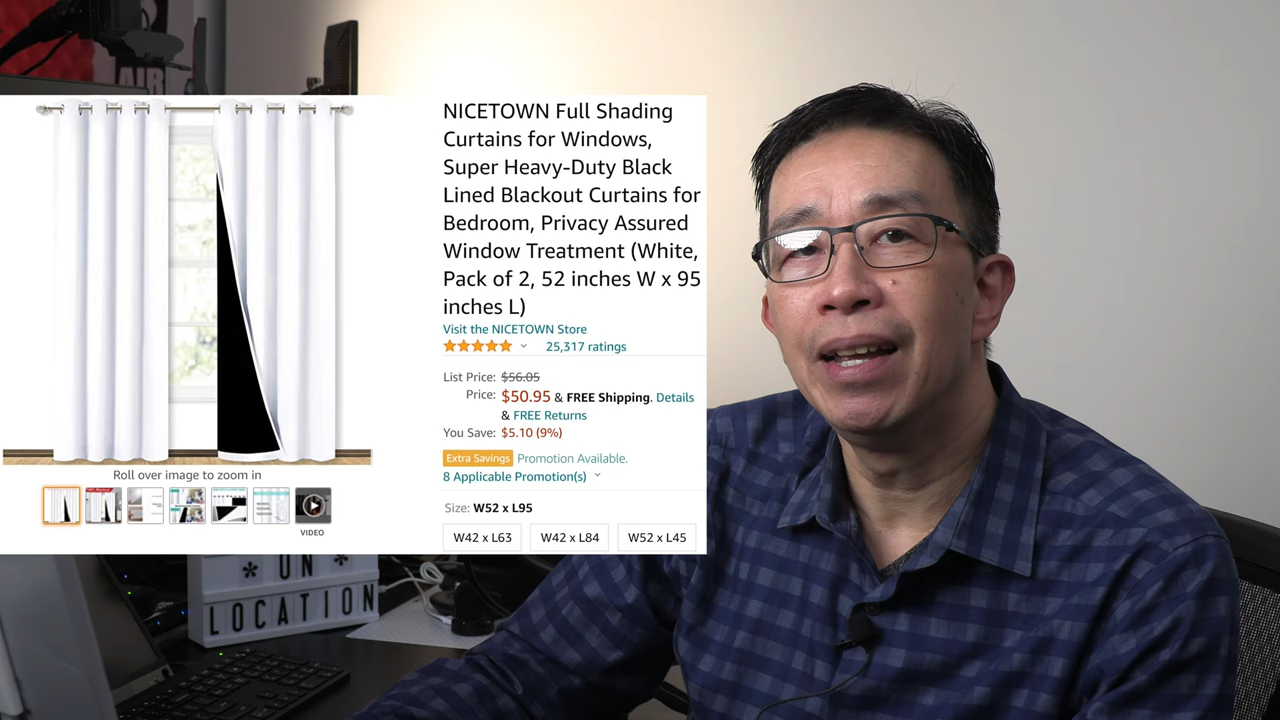 AIR
NICETOWN Full Shading
Curtains for Windows,
Super Heavy-Duty Black
Lined Blackout Curtains for
Bedroom, Privacy Assured
Window Treatment (White,
Pack of 2, 52 inches W x 95
inches L)
Visit the NICETOWN Store
25,317 ratings
List Price: $56.05
Price: $50.95 & FREE Shipping. Details
& FREE Returns
You Save: $5.10 (9%)
Extra Savings Promotion Available.
8 Applicable Promotion(s)
Size: W52 x L95
W42 x L63 W42 x L84 W52 x L45
Roll over image to zoom in
VIDEO
* ON *
LOCATION